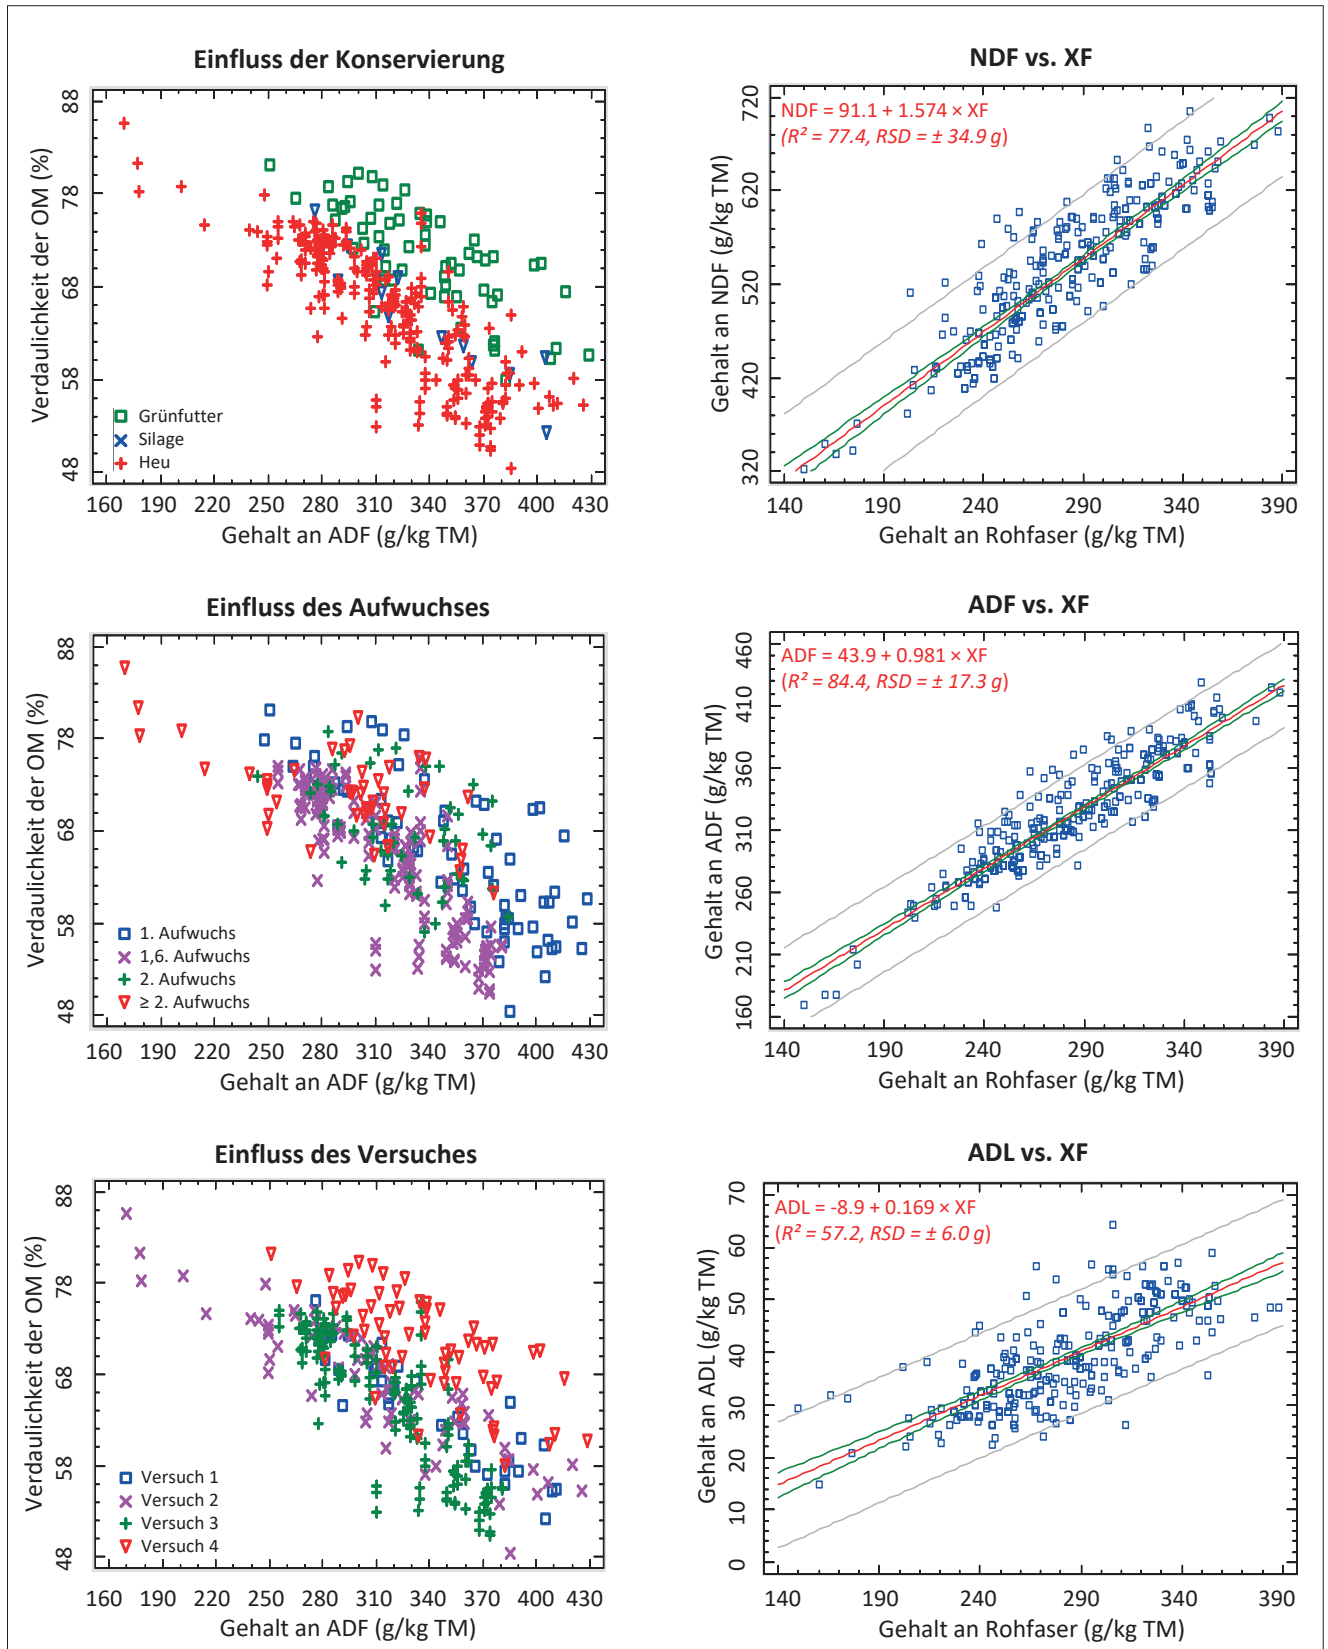 Einfluss der Konservierung
Verdaulichkeit der OM (%)
88
78
68
58
48
Grünfutter
Silage
Heu
160 190 220 250 280 310 340 370 400 430
Gehalt an ADF (g/kg TM)
NDF vs. XF
NDF = 91.1 + 1.574 × XF
(R² = 77.4, RSD = ± 34.9 g)
Gehalt an NDF (g/kg TM)
720
620
520
420
320
140 190 240 290 340 390
Gehalt an Rohfaser (g/kg TM)
Einfluss des Aufwuchses
Verdaulichkeit der OM (%)
88
78
68
58
48
1. Aufwuchs
1,6. Aufwuchs
2. Aufwuchs
≥ 2. Aufwuchs
160 190 220 250 280 310 340 370 400 430
Gehalt an ADF (g/kg TM)
ADF vs. XF
ADF = 43.9 + 0.981 × XF
(R² = 84.4, RSD = ± 17.3 g)
Gehalt an ADF (g/kg TM)
460
410
360
310
260
210
160
140 190 240 290 340 390
Gehalt an Rohfaser (g/kg TM)
Einfluss des Versuches
Verdaulichkeit der OM (%)
88
78
68
58
48
Versuch 1
Versuch 2
Versuch 3
Versuch 4
160 190 220 250 280 310 340 370 400 430
Gehalt an ADF (g/kg TM)
ADL vs. XF
ADL = -8.9 + 0.169 × XF
(R² = 57.2, RSD = ± 6.0 g)
Gehalt an ADL (g/kg TM)
70
60
50
40
30
20
10
0
140 190 240 290 340 390
Gehalt an Rohfaser (g/kg TM)